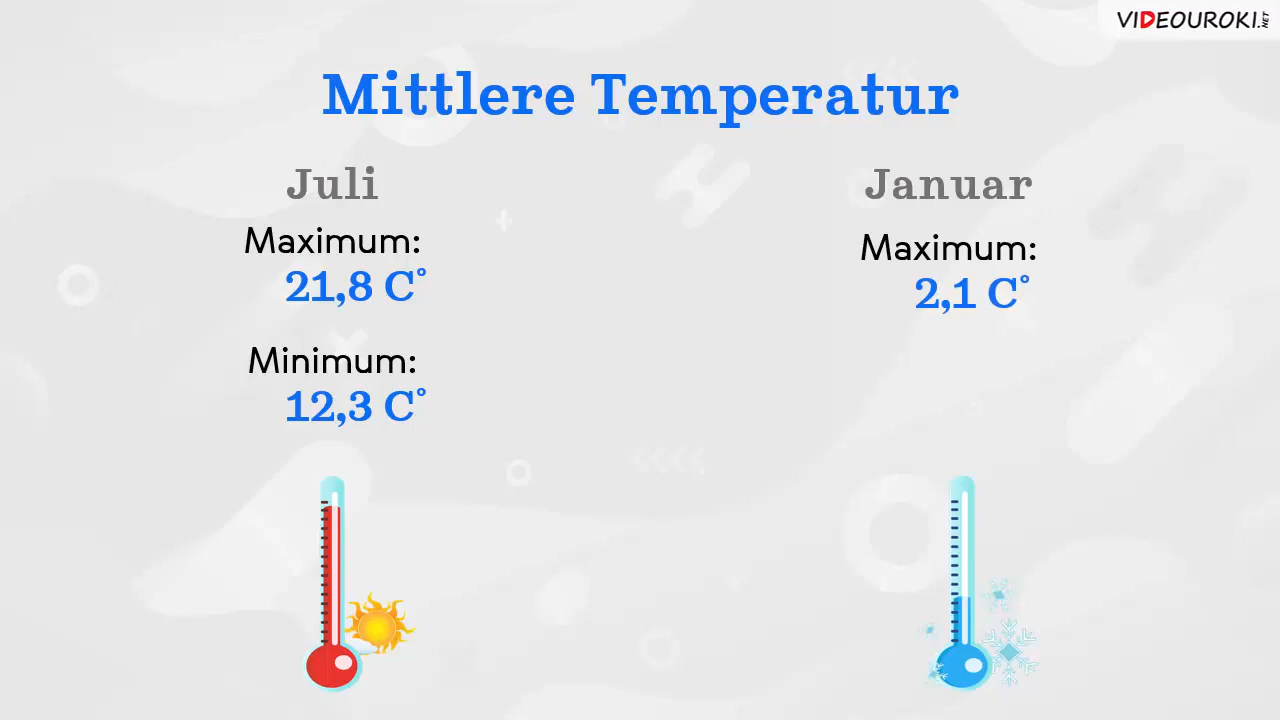 VIDEOUROKI.NET
Mittlere Temperatur
Juli
Maximum:
21,8 C°
Minimum:
12,3 C°
Januar
Maximum:
2,1 C°